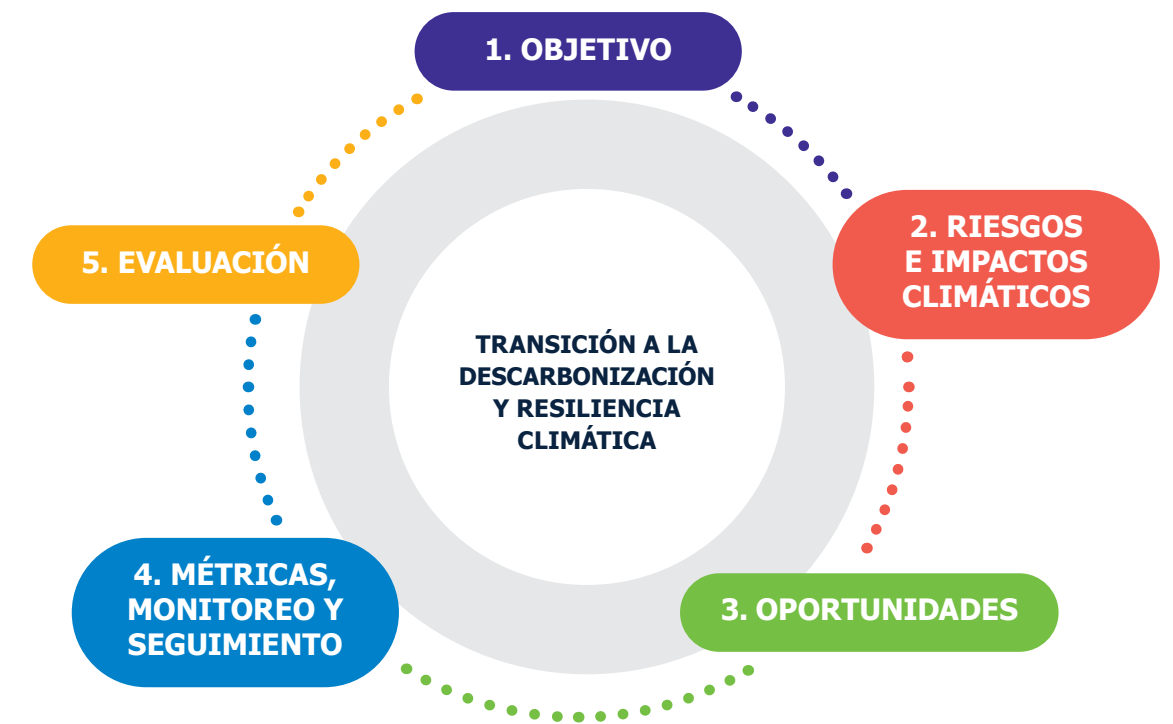 1. OBJETIVO
2. RIESGOS
E IMPACTOS
CLIMÁTICOS
3. OPORTUNIDADES
4. MÉTRICAS,
MONITOREO Y
SEGUIMIENTO
5. EVALUACIÓN
TRANSICIÓN A LA
DESCARBONIZACIÓN
Y RESILIENCIA
CLIMÁTICA